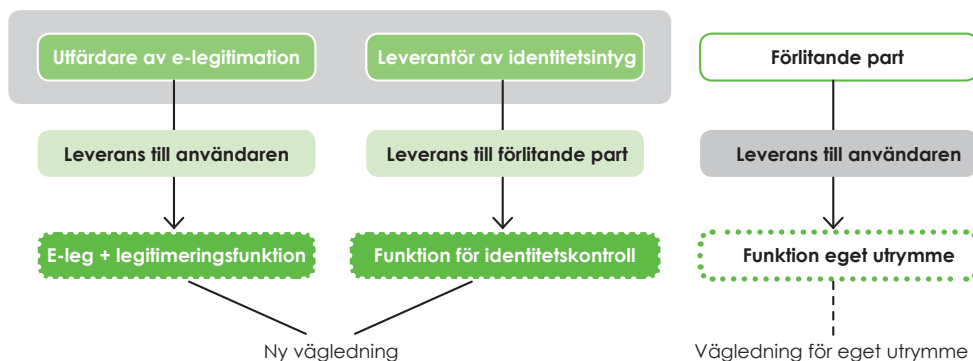 Utfärdare av e-legitimation
Leverantör av identitetsintyg
Förlitande part
Leverans till användaren
Leverans till förlitande part
Leverans till användaren
E-leg + legitimeringsfunktion
Funktion för identitetskontroll
Funktion eget utrymme
Ny vägledning
Vägledning för eget utrymme